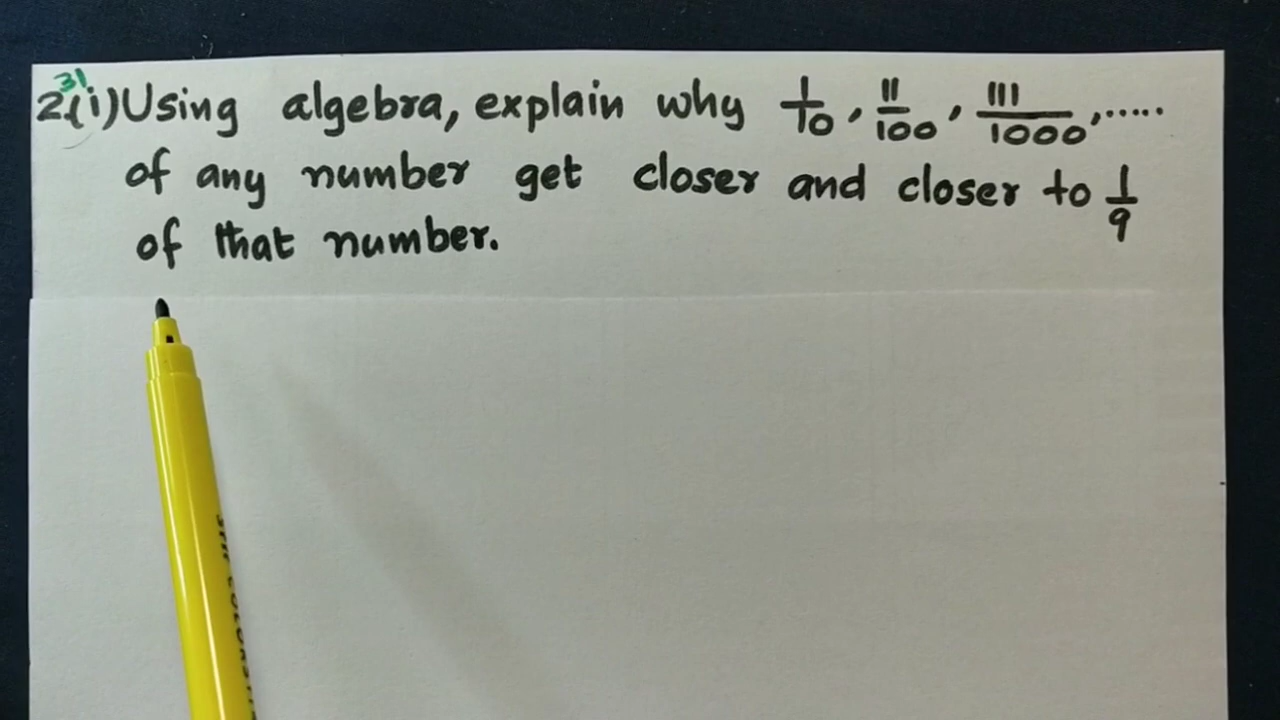 31
2(i) Using algebra, explain why 1/10, 11/100, 111/1000, ......
of any number get closer and closer to 1/9
of that number.